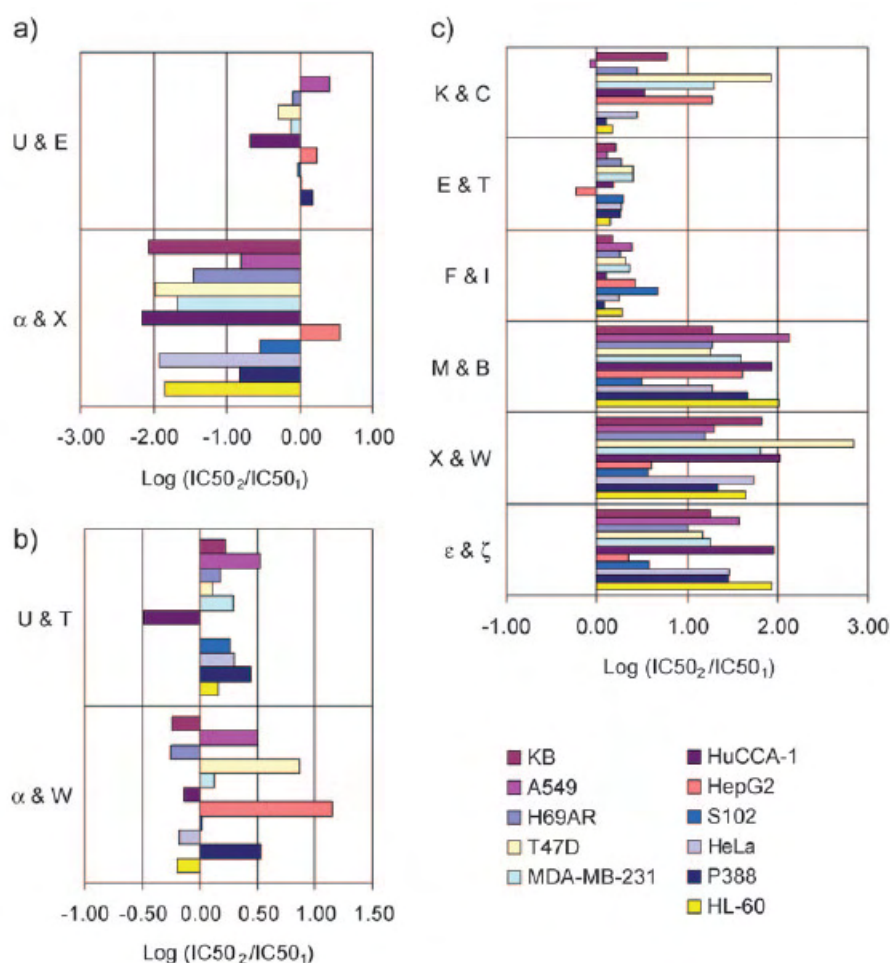 a)
U & E
α & X
-3.00 -2.00 -1.00 0.00 1.00
Log (IC50₂/IC50₁)
b)
U & T
α & W
-1.00 -0.50 0.00 0.50 1.00 1.50
Log (IC50₂/IC50₁)
c)
K & C
E & T
F & I
M & B
X & W
ε & ζ
-1.00 0.00 1.00 2.00 3.00
Log (IC50₂/IC50₁)
KB
A549
H69AR
T47D
MDA-MB-231
HuCCA-1
HepG2
S102
HeLa
P388
HL-60